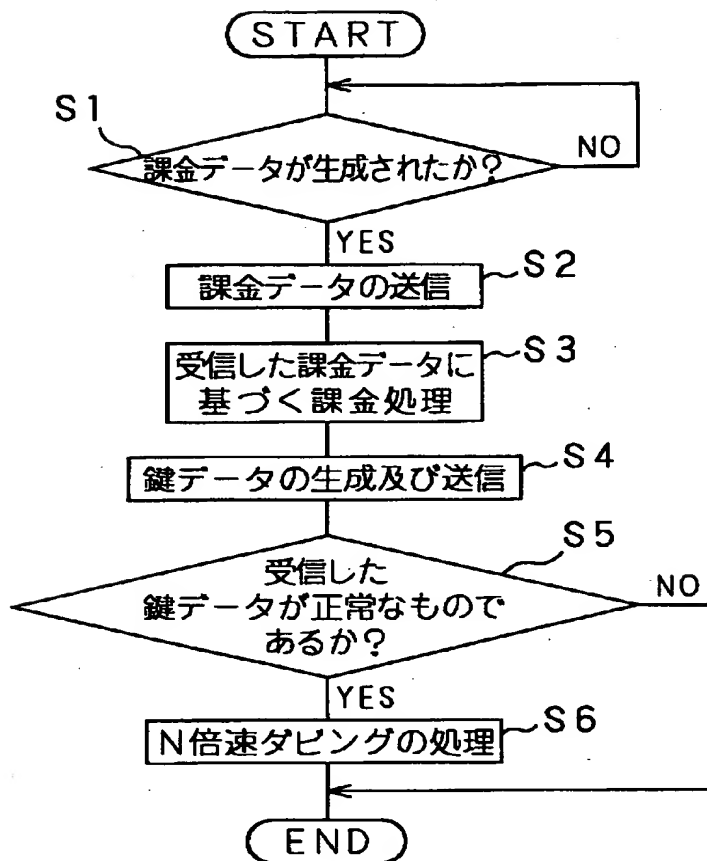 START
S1
課金データが生成されたか?
NO
YES
課金データの送信
S2
受信した課金データに
基づく課金処理
S3
鍵データの生成及び送信
S4
S5
受信した
鍵データが正常なもので
あるか?
NO
YES
N倍速ダビングの処理
S6
END